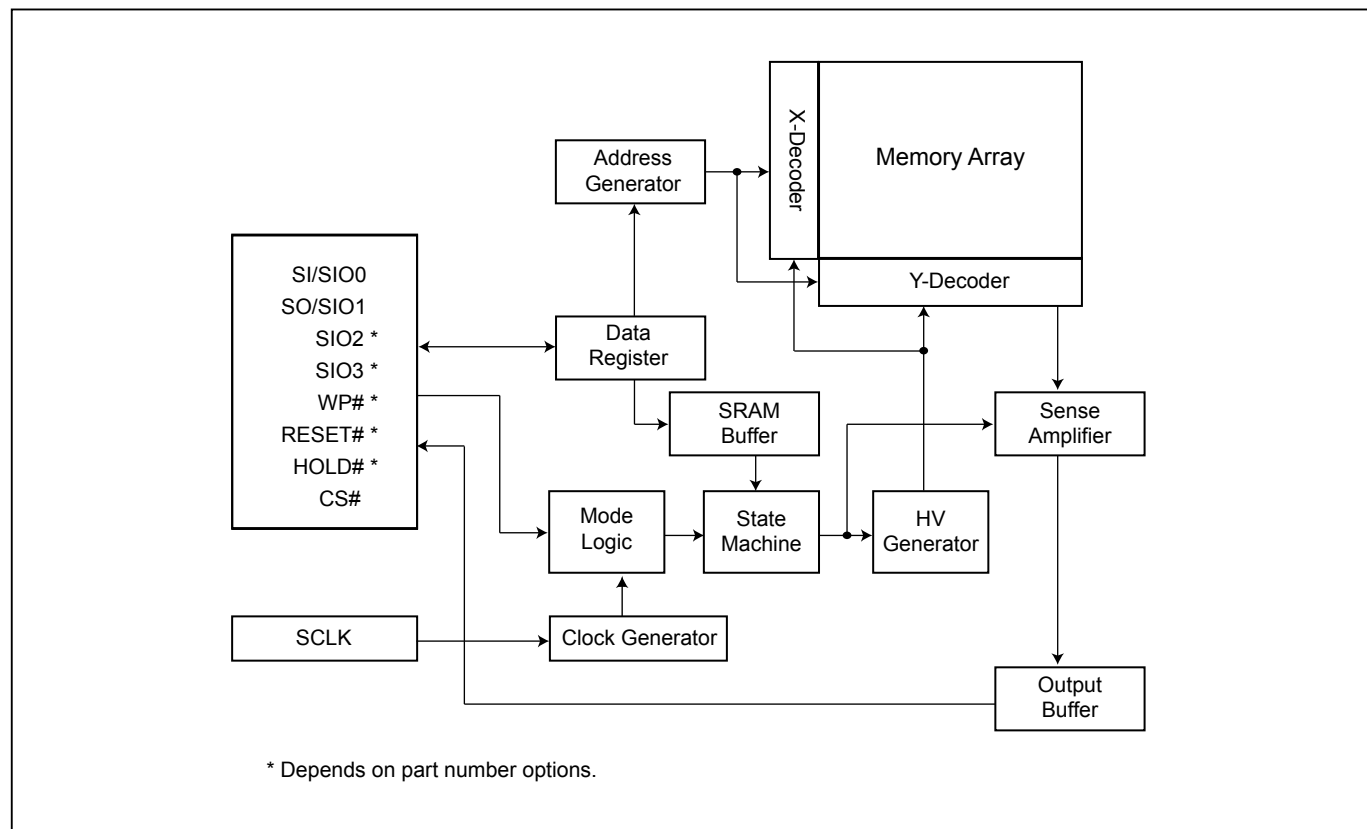 X-Decoder
Memory Array
Address
Generator
Y-Decoder
SI/SIO0
SO/SIO1
SIO2 *
SIO3 *
WP# *
RESET# *
HOLD# *
CS#
Data
Register
SRAM
Buffer
Sense
Amplifier
Mode
Logic
State
Machine
HV
Generator
SCLK
Clock Generator
Output
Buffer
* Depends on part number options.